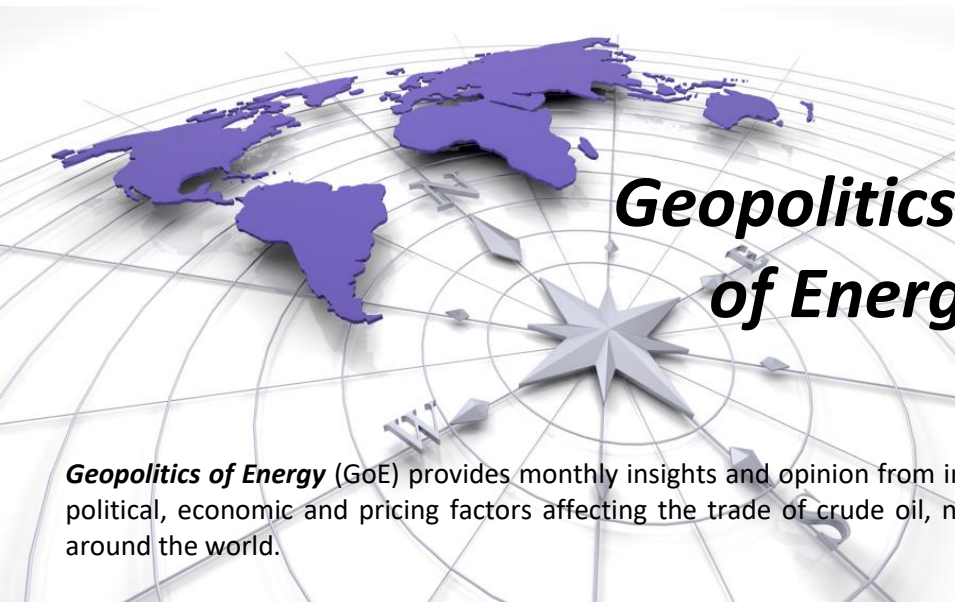 N
E
W
S
Geopolitics
of Energ
Geopolitics of Energy (GoE) provides monthly insights and opinion from in
political, economic and pricing factors affecting the trade of crude oil, n
around the world.